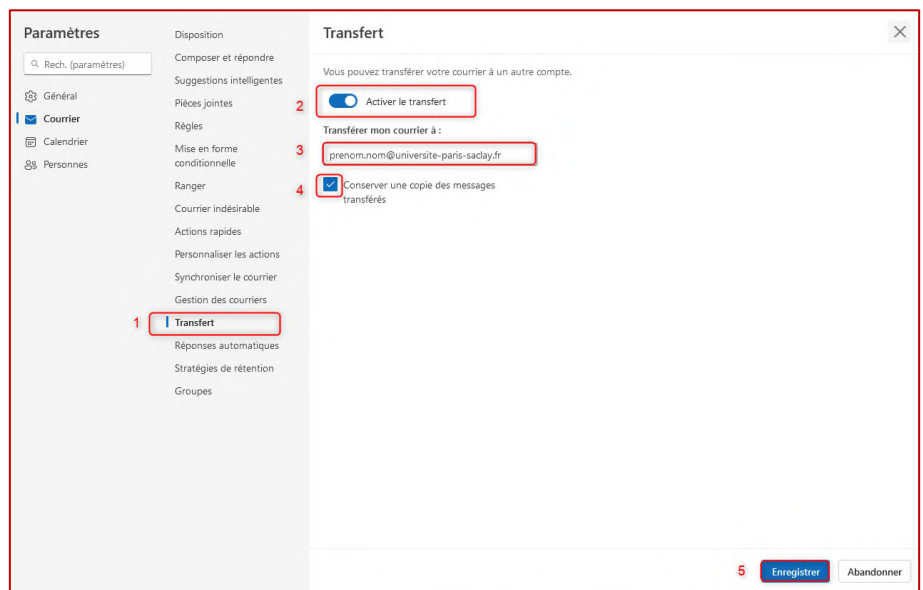 Paramètres
Rech. (paramètres)
Général
Courrier
Calendrier
Personnes
Disposition
Composer et répondre
Suggestions intelligentes
Pièces jointes
Règles
Mise en forme
conditionnelle
Ranger
Courrier indésirable
Actions rapides
Personnaliser les actions
Synchroniser le courrier
Gestion des courriers
1 Transfert
Réponses automatiques
Stratégies de rétention
Groupes
Transfert
Vous pouvez transférer votre courrier à un autre compte.
2 Activer le transfert
Transférer mon courrier à :
3 prenom.nom@universite-paris-saclay.fr
4 Conserver une copie des messages
transférés
5 Enregistrer Abandonner